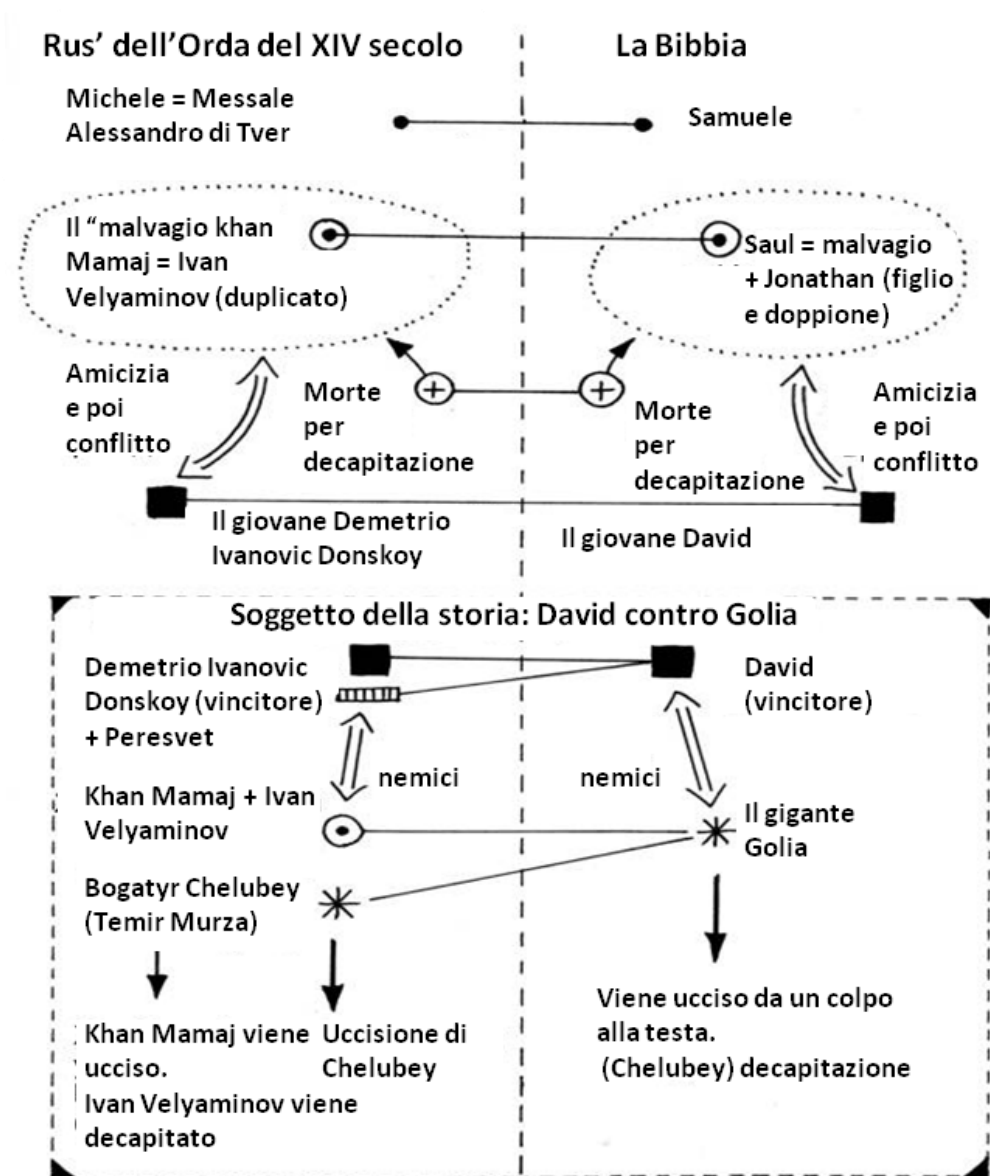 Rus' dell'Orda del XIV secolo
La Bibbia
Michele = Messale
Alessandro di Tver
Samuele
Il “malvagio khan
Mamaj = Ivan
Velyaminov (duplicato)
Saul = malvagio
+ Jonathan (figlio
e doppione)
Amicizia
e poi
conflitto
Morte
per
decapitazione
Morte
per
decapitazione
Amicizia
e poi
conflitto
Il giovane Demetrio
Ivanovic Donskoy
Il giovane David
Soggetto della storia: David contro Golia
Demetrio Ivanovic
Donskoy (vincitore)
+ Peresvet
David
(vincitore)
nemici
nemici
Khan Mamaj + Ivan
Velyaminov
Il gigante
Golia
Bogatyr Chelubey
(Temir Murza)
Khan Mamaj viene
ucciso.
Ivan Velyaminov viene
decapitato
Uccisione di
Chelubey
Viene ucciso da un colpo
alla testa.
(Chelubey) decapitazione